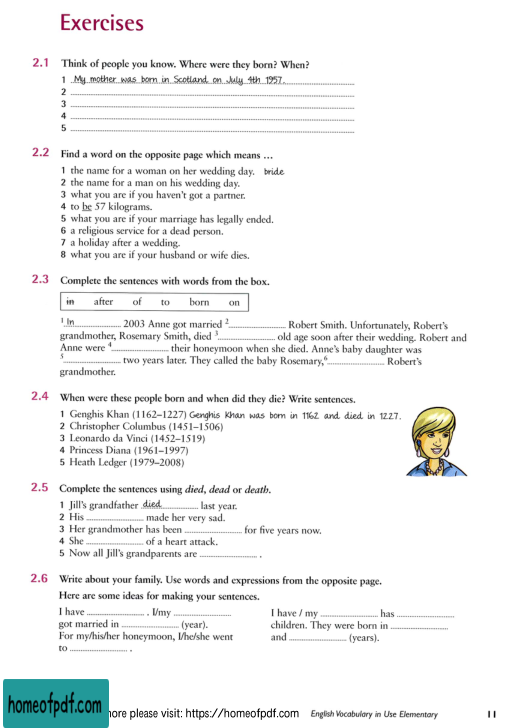 Exercises
2.1 Think of people you know. Where were they born? When?
1 My mother was born in Scotland on July 4th 1957.
2
3
4
5
2.2 Find a word on the opposite page which means …
1 the name for a woman on her wedding day. bride
2 the name for a man on his wedding day.
3 what you are if you haven't got a partner.
4 to be 57 kilograms.
5 what you are if your marriage has legally ended.
6 a religious service for a dead person.
7 a holiday after a wedding.
8 what you are if your husband or wife dies.
2.3 Complete the sentences with words from the box.
in after of to born on
1 In 2003 Anne got married 2 Robert Smith. Unfortunately, Robert's
grandmother, Rosemary Smith, died 3 old age soon after their wedding. Robert and
Anne were 4 their honeymoon when she died. Anne's baby daughter was
5 two years later. They called the baby Rosemary, 6 Robert's
grandmother.
2.4 When were these people born and when did they die? Write sentences.
1 Genghis Khan (1162–1227) Genghis Khan was born in 1162 and died in 1227.
2 Christopher Columbus (1451–1506)
3 Leonardo da Vinci (1452–1519)
4 Princess Diana (1961–1997)
5 Heath Ledger (1979–2008)
2.5 Complete the sentences using died, dead or death.
1 Jill's grandfather died last year.
2 His made her very sad.
3 Her grandmother has been for five years now.
4 She of a heart attack.
5 Now all Jill's grandparents are .
2.6 Write about your family. Use words and expressions from the opposite page.
Here are some ideas for making your sentences.
I have . I/my
got married in (year).
For my/his/her honeymoon, I/he/she went
to .
I have / my has
children. They were born in
and (years).
homeofpdf.com
more please visit: https://homeofpdf.com English Vocabulary in Use Elementary 11